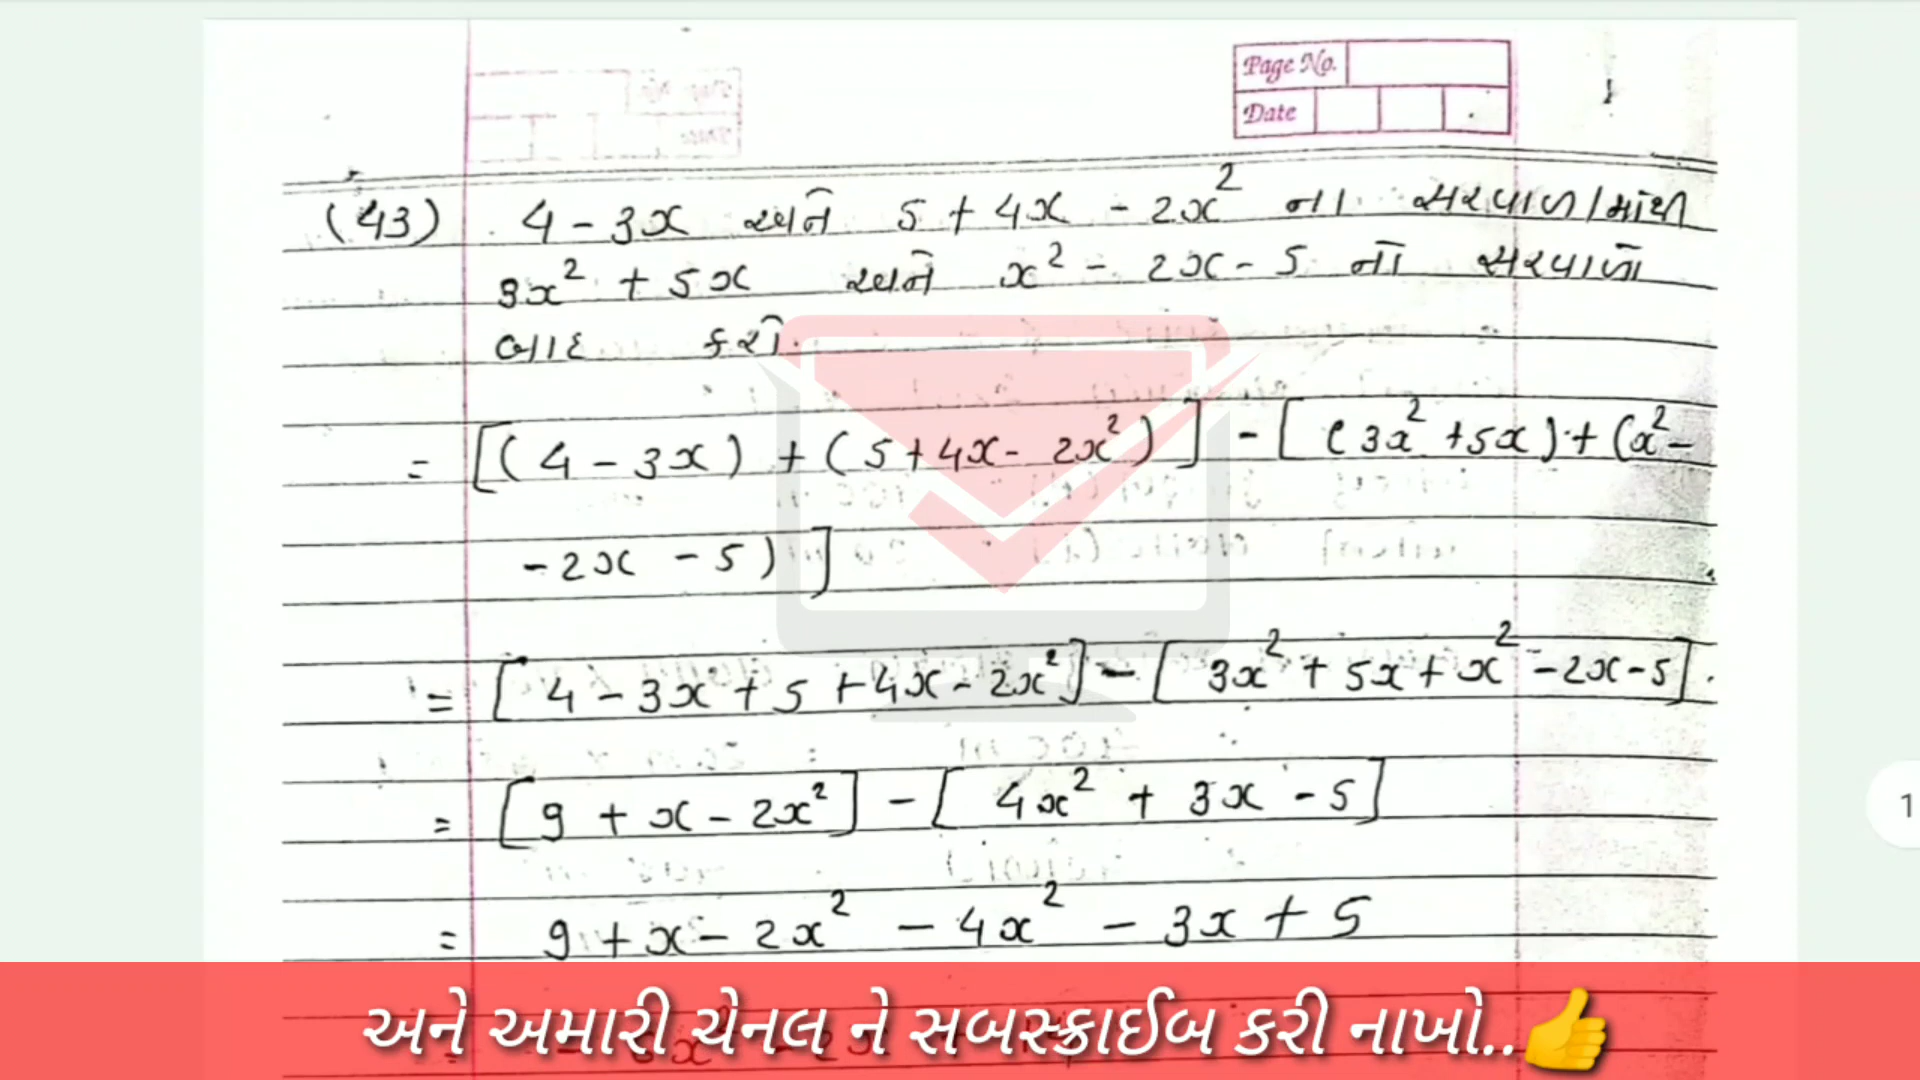 Page No.
Date
(43) 4 - 3x અને 5 + 4x - 2x² ના સરવાળામાંથી
3x² + 5x અને x² - 2x - 5 નો સરવાળો
બાદ કરો.
= [(4 - 3x) + (5 + 4x - 2x²)] - [(3x² + 5x) + (x² -
- 2x - 5)]
= [4 - 3x + 5 + 4x - 2x²] - [3x² + 5x + x² - 2x - 5].
= [9 + x - 2x²] - [4x² + 3x - 5]
= 9 + x - 2x² - 4x² - 3x + 5
અને અમારી ચેનલ ને સબસ્ક્રાઈબ કરી નાખો..👍
1